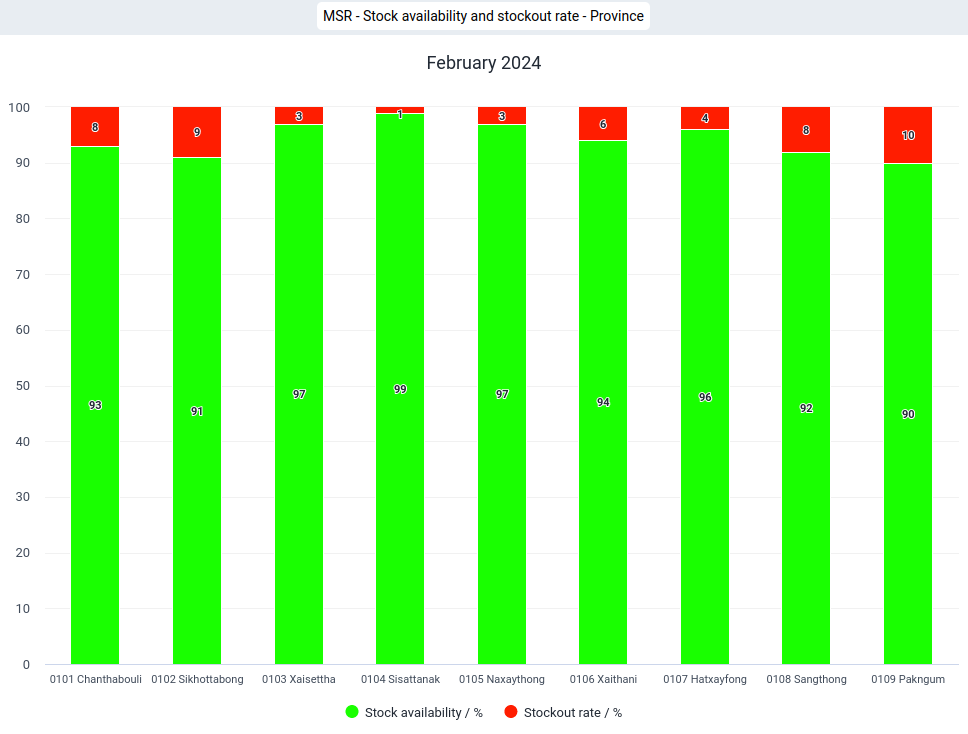 MSR - Stock availability and stockout rate - Province
February 2024
100
90
80
70
60
50
40
30
20
10
0
8
9
3
1
3
6
4
8
10
93
91
97
99
97
94
96
92
90
0101 Chanthabouli
0102 Sikhottabong
0103 Xaisettha
0104 Sisattanak
0105 Naxaythong
0106 Xaithani
0107 Hatxayfong
0108 Sangthong
0109 Pakngum
Stock availability / %
Stockout rate / %